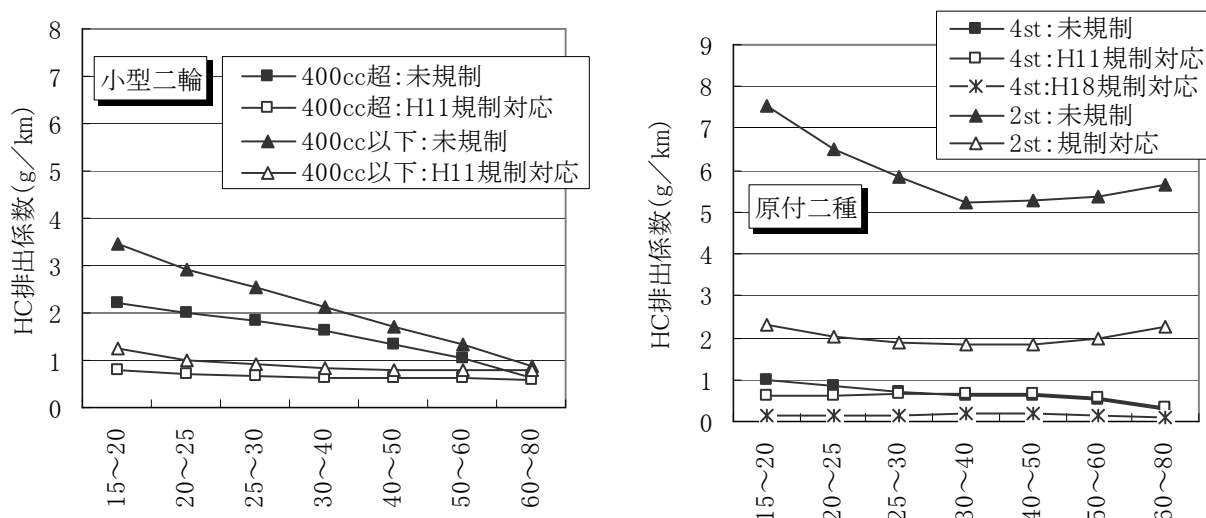 8
7
6
5
4
3
2
1
0
HC排出係数(g／km)
小型二輪
400cc超：未規制
400cc超：H11規制対応
400cc以下：未規制
400cc以下：H11規制対応
15～20
20～25
25～30
30～40
40～50
50～60
60～80
9
8
7
6
5
4
3
2
1
0
HC排出係数(g／km)
原付二種
4st：未規制
4st：H11規制対応
4st：H18規制対応
2st：未規制
2st：規制対応
15～20
20～25
25～30
30～40
40～50
50～60
60～80